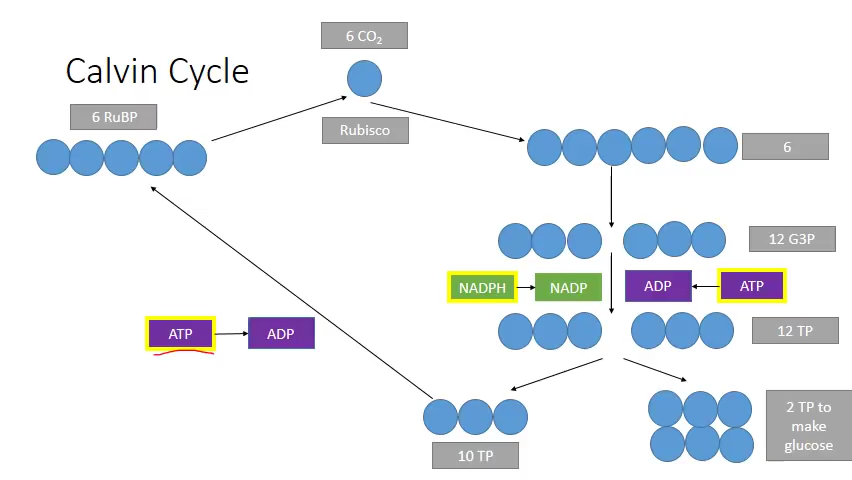 6 CO₂
Calvin Cycle
6 RuBP
Rubisco
6
12 G3P
NADPH
NADP
ADP
ATP
ATP
ADP
12 TP
2 TP to
make
glucose
10 TP